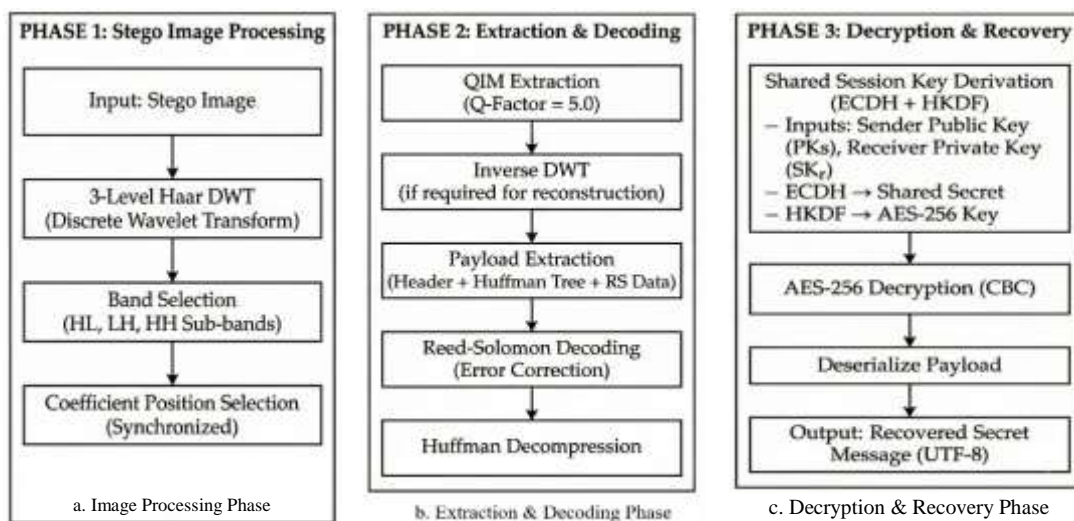 PHASE 1: Stego Image Processing
Input: Stego Image
3-Level Haar DWT
(Discrete Wavelet Transform)
Band Selection
(HL, LH, HH Sub-bands)
Coefficient Position Selection
(Synchronized)
a. Image Processing Phase
PHASE 2: Extraction & Decoding
QIM Extraction
(Q-Factor = 5.0)
Inverse DWT
(if required for reconstruction)
Payload Extraction
(Header + Huffman Tree + RS Data)
Reed-Solomon Decoding
(Error Correction)
Huffman Decompression
b. Extraction & Decoding Phase
PHASE 3: Decryption & Recovery
Shared Session Key Derivation
(ECDH + HKDF)
– Inputs: Sender Public Key
(PKs), Receiver Private Key
(SKᵣ)
– ECDH → Shared Secret
– HKDF → AES-256 Key
AES-256 Decryption (CBC)
Deserialize Payload
Output: Recovered Secret
Message (UTF-8)
c. Decryption & Recovery Phase